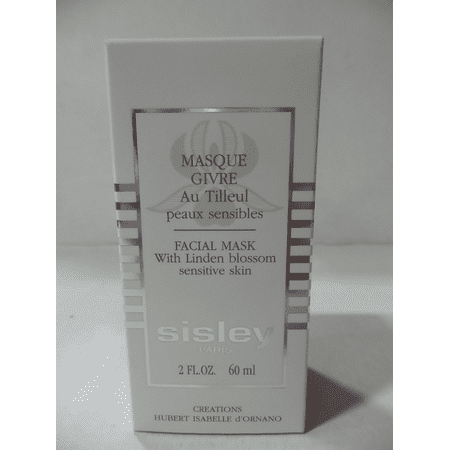 MASQUE
GIVRE
Au Tilleul
peaux sensibles
FACIAL MASK
With Linden blossom
sensitive skin
sisley
PARIS
2 FL.OZ. 60 ml
CREATIONS
HUBERT ISABELLE d'ORNANO